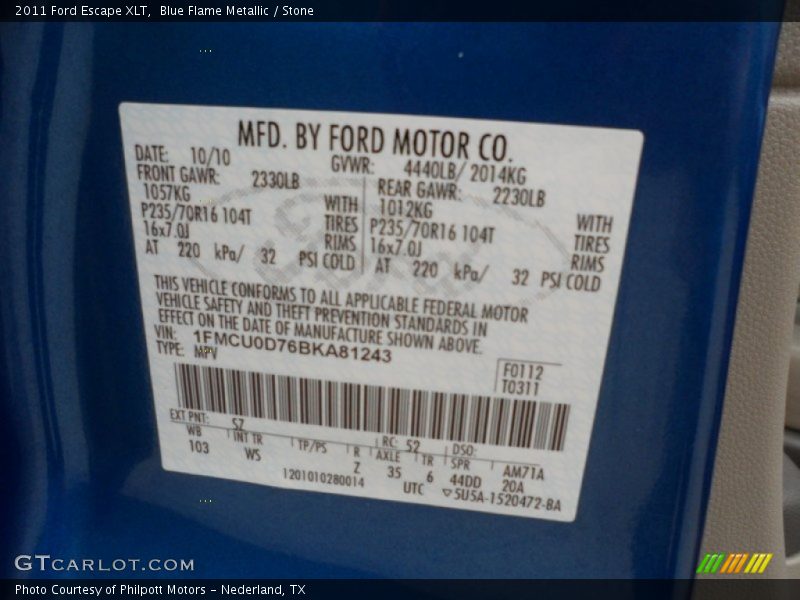 2011 Ford Escape XLT,  Blue Flame Metallic / Stone
MFD. BY FORD MOTOR CO.
DATE: 10/10 GVWR: 4440LB/ 2014KG
FRONT GAWR: 2330LB REAR GAWR: 2230LB
1057KG WITH 1012KG WITH
P235/70R16 104T TIRES P235/70R16 104T TIRES
16x7.0J RIMS 16x7.0J RIMS
AT 220 kPa/ 32 PSI COLD AT 220 kPa/ 32 PSI COLD
THIS VEHICLE CONFORMS TO ALL APPLICABLE FEDERAL MOTOR
VEHICLE SAFETY AND THEFT PREVENTION STANDARDS IN
EFFECT ON THE DATE OF MANUFACTURE SHOWN ABOVE.
VIN: 1FMCU0D76BKA81243
TYPE: MPV
F0112
T0311
EXT PNT: SZ RC: 52 DSO:
WB INT TR TP/PS R AXLE TR SPR AM71A
103 WS Z 35 6 44DD 20A
1201010280014 UTC ▽5U5A-1520472-BA
GTCARLOT.COM
Photo Courtesy of Philpott Motors - Nederland, TX